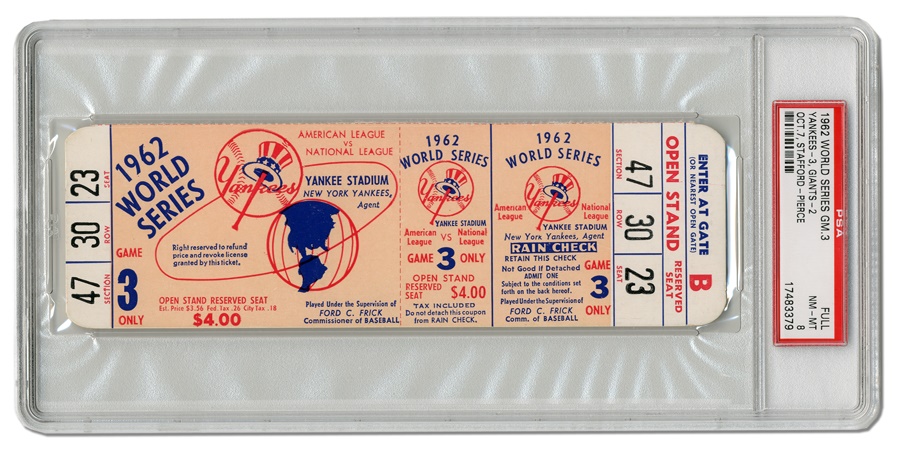 23 SEAT
30 ROW
47 SECTION
1962
WORLD
SERIES
GAME
3
ONLY
Yankees
AMERICAN LEAGUE
VS
NATIONAL LEAGUE
YANKEE STADIUM
NEW YORK YANKEES,
Agent
Right reserved to refund
price and revoke license
granted by this ticket.
OPEN STAND RESERVED SEAT
Est. Price $3.56 Fed. Tax .26 City Tax .18
$4.00
Played Under the Supervision of
FORD C. FRICK
Commissioner of BASEBALL
1962
WORLD SERIES
Yankees
YANKEE STADIUM
American League VS National League
GAME 3 ONLY
OPEN STAND
RESERVED SEAT $4.00
TAX INCLUDED
Do not detach this coupon
from RAIN CHECK.
1962
WORLD SERIES
Yankees
American League
National League
YANKEE STADIUM
New York Yankees, Agent
RAIN CHECK
RETAIN THIS CHECK
Not Good if Detached
ADMIT ONE
Subject to the conditions set
forth on the back hereof.
GAME
3
ONLY
Played Under the Supervision of
FORD C. FRICK
Comm. of BASEBALL
SECTION 47
ROW 30
SEAT 23
OPEN STAND RESERVED SEAT
ENTER AT GATE B
(OR NEAREST OPEN GATE)
PSA
1962 WORLD SERIES GM.3 FULL
YANKEES-3, GIANTS-2 NM-MT
OCT.7, STAFFORD-PIERCE 8
17483379